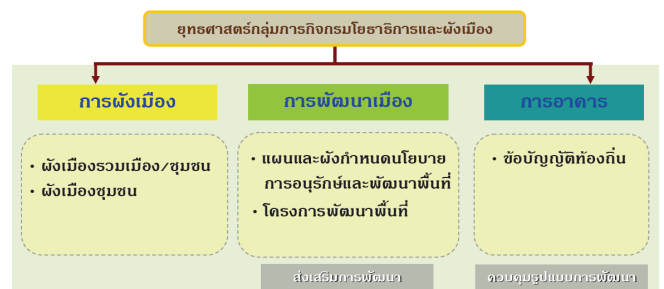 ยุทธศาสตร์กลุ่มภารกิจกรมโยธาธิการและผังเมือง
การผังเมือง
• ผังเมืองรวมเมือง/ชุมชน
• ผังเมืองชุมชน
การพัฒนาเมือง
• แผนและผังกำหนดนโยบาย
การอนุรักษ์และพัฒนาพื้นที่
• โครงการพัฒนาพื้นที่
ส่งเสริมการพัฒนา
การอาคาร
• ข้อบัญญัติท้องถิ่น
ควบคุมรูปแบบการพัฒนา